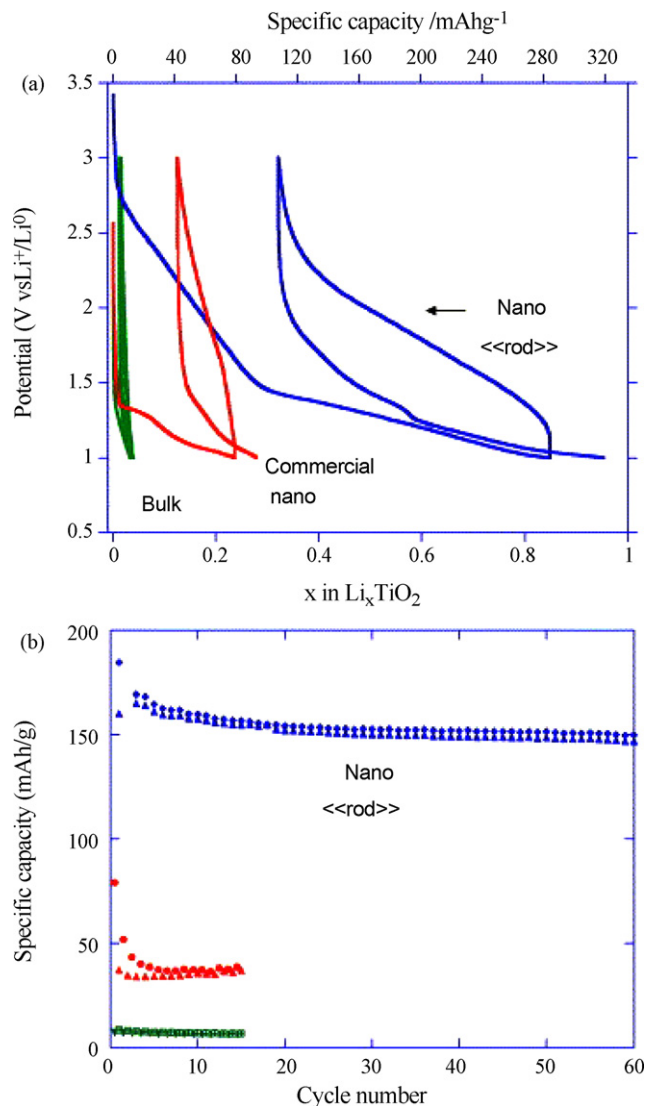 Specific capacity /mAhg-1
0 40 80 120 160 200 240 280 320
(a)
3.5
3
2.5
2
1.5
1
0.5
Potential (V vsLi+/Li0)
Nano
<<rod>>
Commercial
nano
Bulk
0 0.2 0.4 0.6 0.8 1
x in LixTiO2
(b)
200
150
100
50
0
Specific capacity (mAh/g)
Nano
<<rod>>
10 20 30 40 50 60
Cycle number